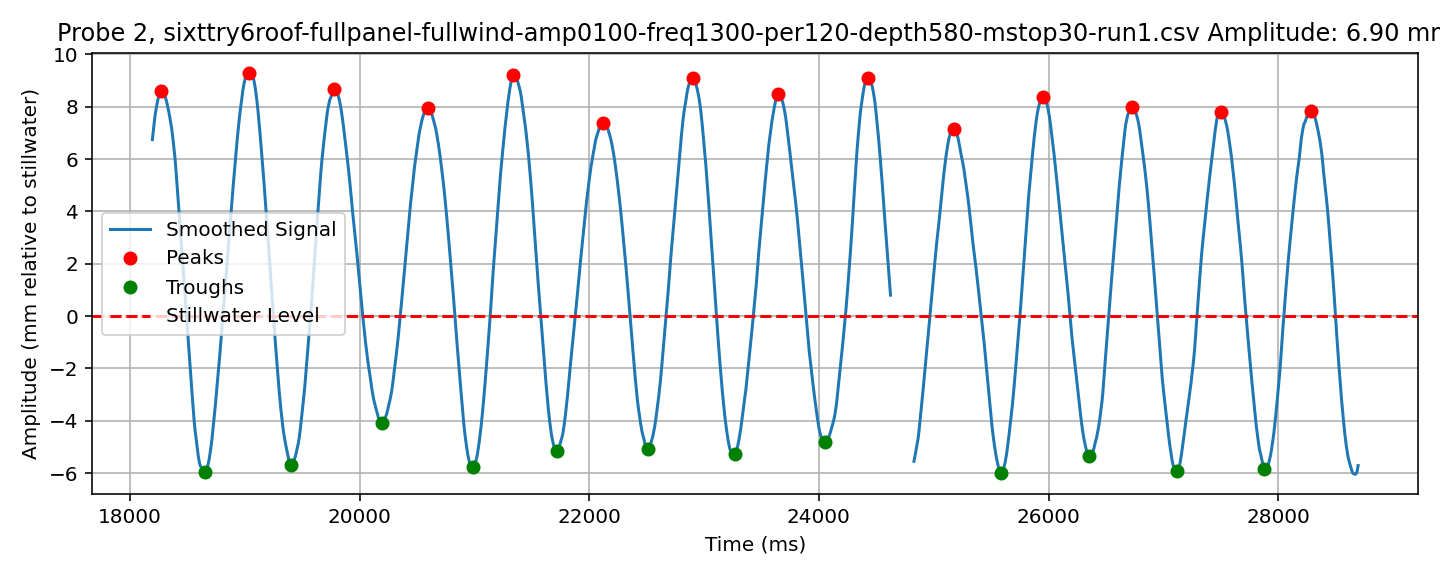 Probe 2, sixttry6roof-fullpanel-fullwind-amp0100-freq1300-per120-depth580-mstop30-run1.csv Amplitude: 6.90 mm
Amplitude (mm relative to stillwater)
10
8
6
4
2
0
−2
−4
−6
Smoothed Signal
Peaks
Troughs
Stillwater Level
18000 20000 22000 24000 26000 28000
Time (ms)